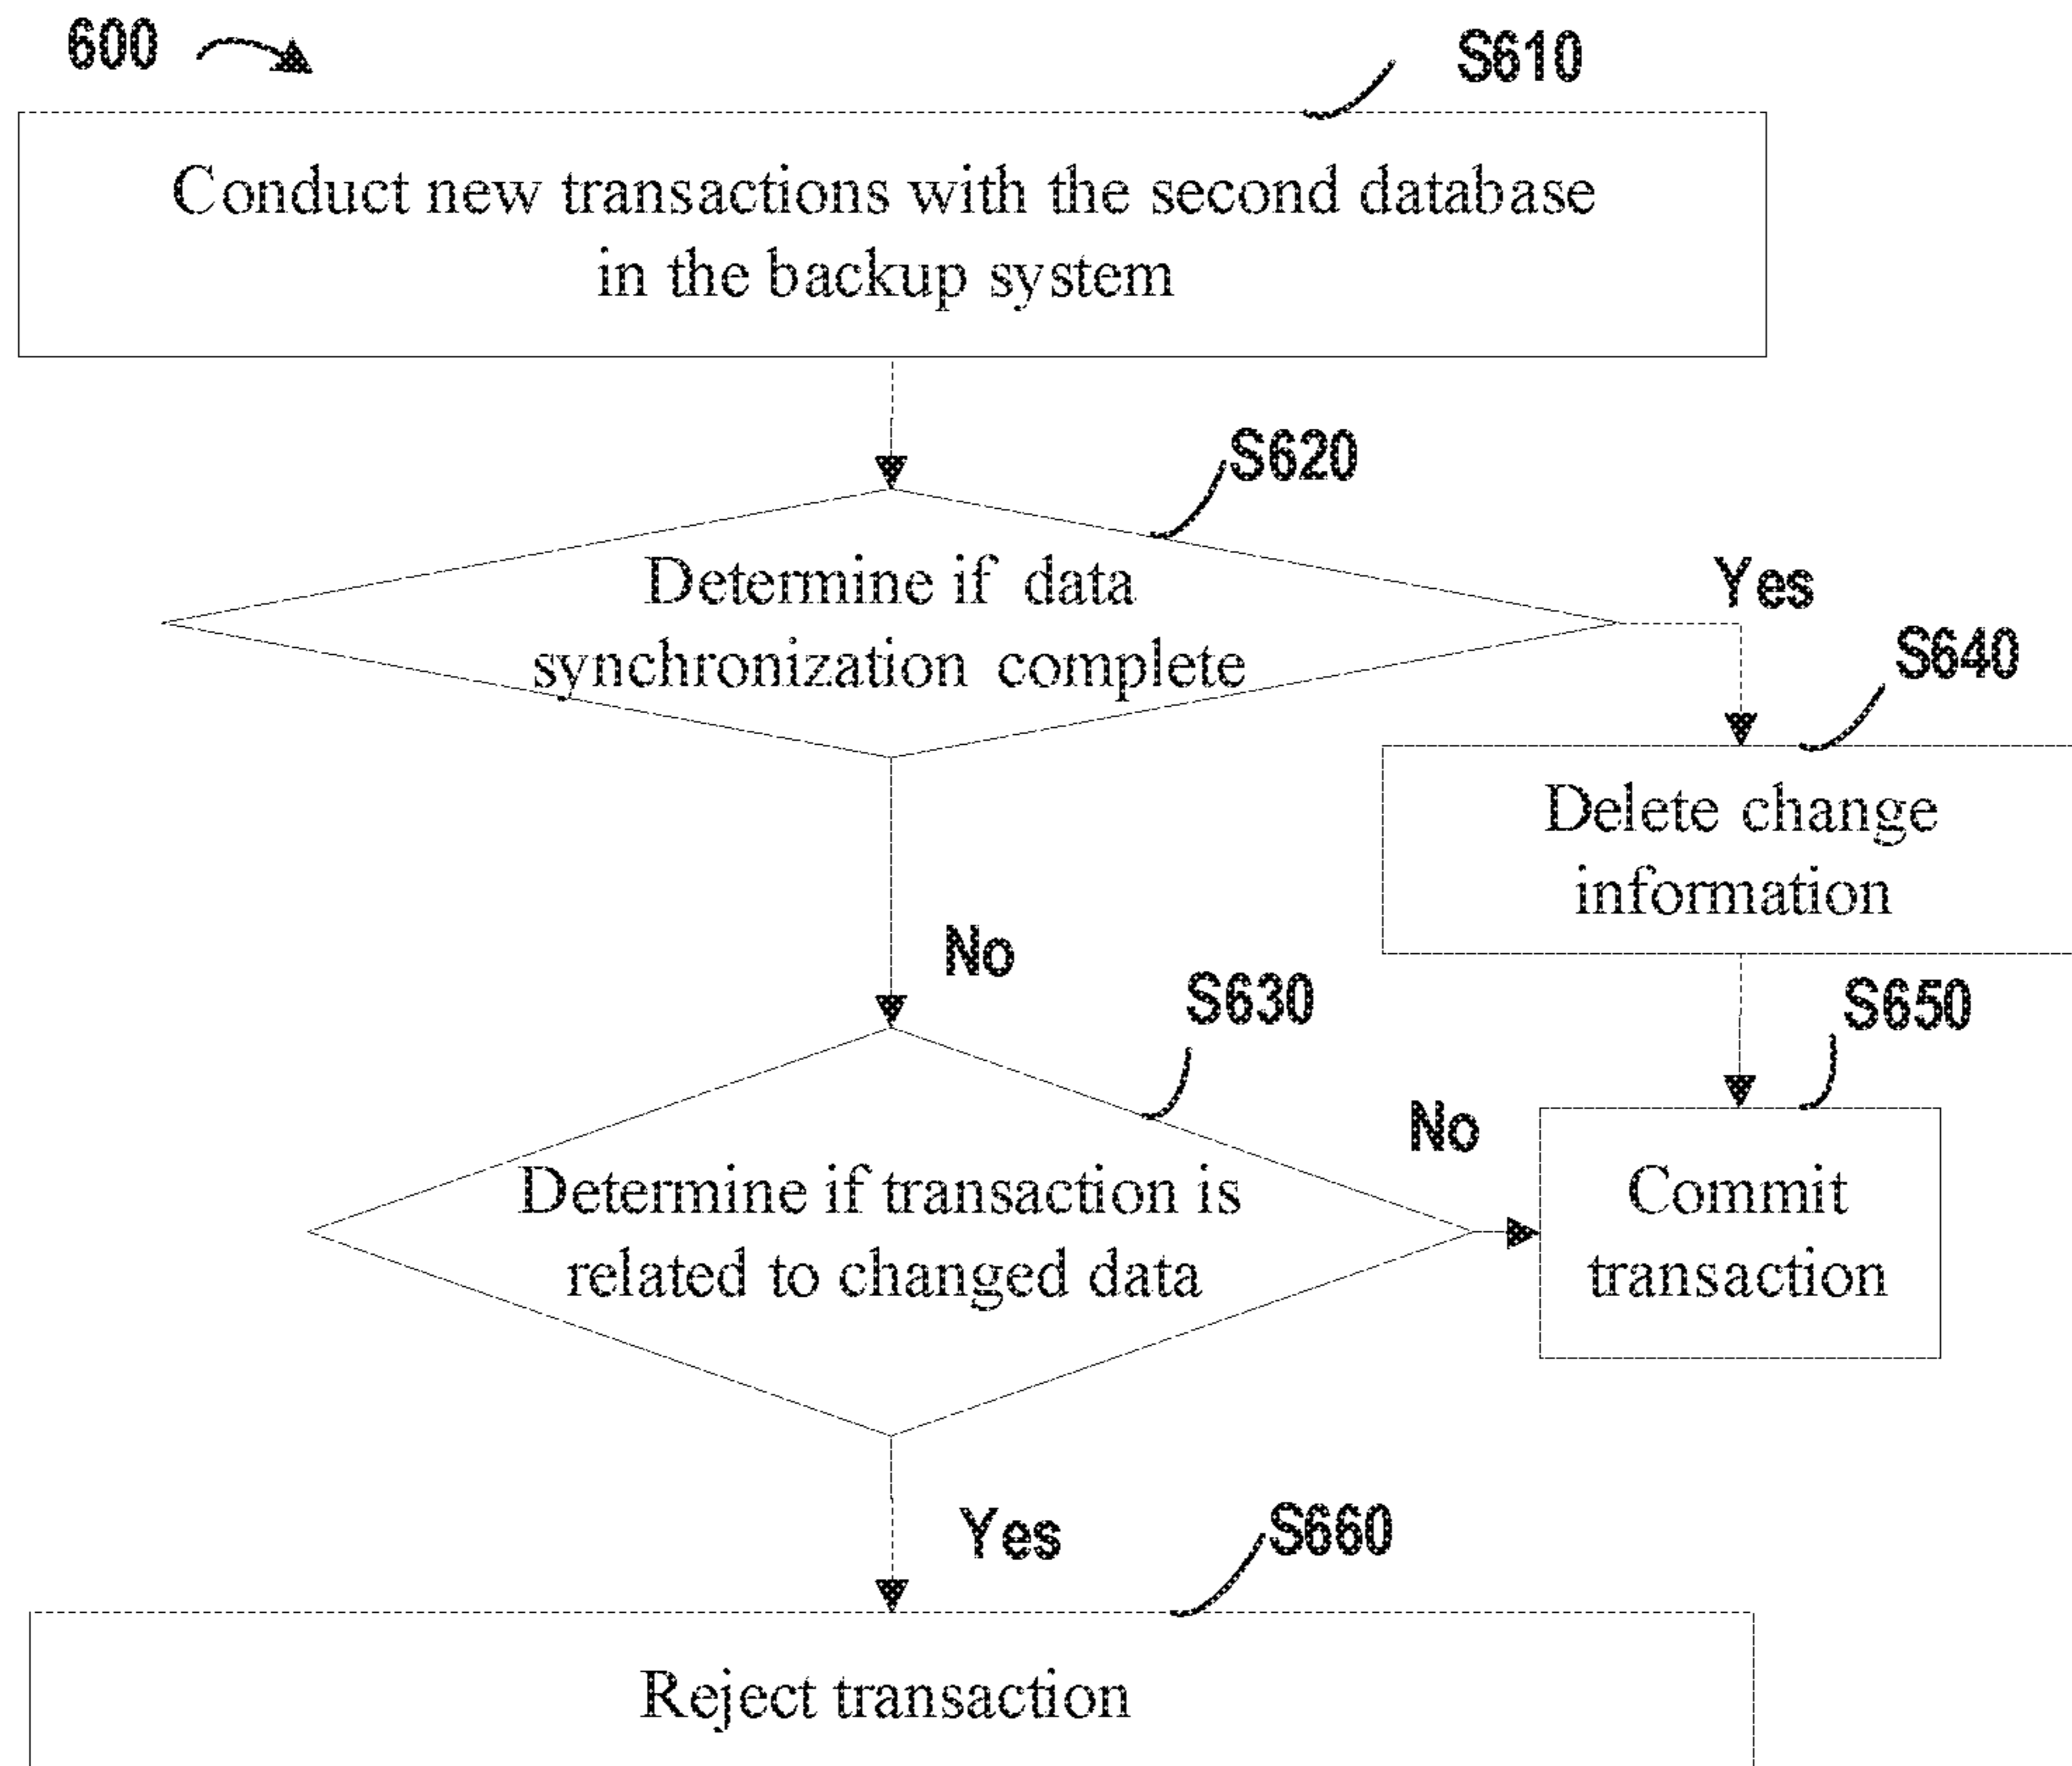 600
S610
Conduct new transactions with the second database
in the backup system
S620
Determine if data
synchronization complete
Yes
S640
Delete change
information
No
S630
S650
No
Determine if transaction is
related to changed data
Commit
transaction
Yes
S660
Reject transaction